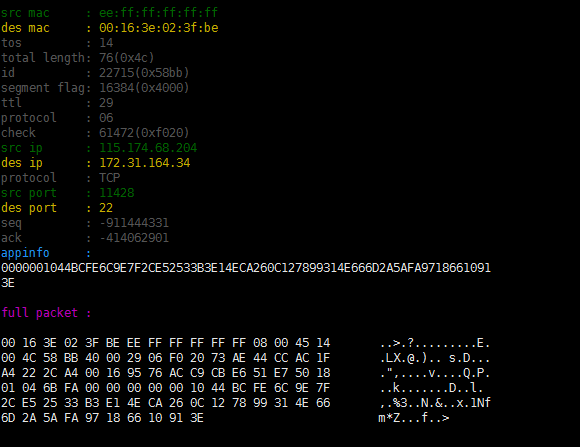 src mac     : ee:ff:ff:ff:ff:ff
des mac     : 00:16:3e:02:3f:be
tos         : 14
total length: 76(0x4c)
id          : 22715(0x58bb)
segment flag: 16384(0x4000)
ttl         : 29
protocol    : 06
check       : 61472(0xf020)
src ip      : 115.174.68.204
des ip      : 172.31.164.34
protocol    : TCP
src port    : 11428
des port    : 22
seq         : -911444331
ack         : -414062901
appinfo     :
0000001044BCFE6C9E7F2CE52533B3E14ECA260C127899314E666D2A5AFA9718661091
3E
full packet :
00 16 3E 02 3F BE EE FF FF FF FF FF 08 00 45 14     ..>.?.........E.
00 4C 58 BB 40 00 29 06 F0 20 73 AE 44 CC AC 1F     .LX.@.).. s.D...
A4 22 2C A4 00 16 95 76 AC C9 CB E6 51 E7 50 18     .",....v....Q.P.
01 04 6B FA 00 00 00 00 00 10 44 BC FE 6C 9E 7F     ..k.......D..l.
2C E5 25 33 B3 E1 4E CA 26 0C 12 78 99 31 4E 66     ,.%3..N.&..x.1Nf
6D 2A 5A FA 97 18 66 10 91 3E     m*Z...f..>